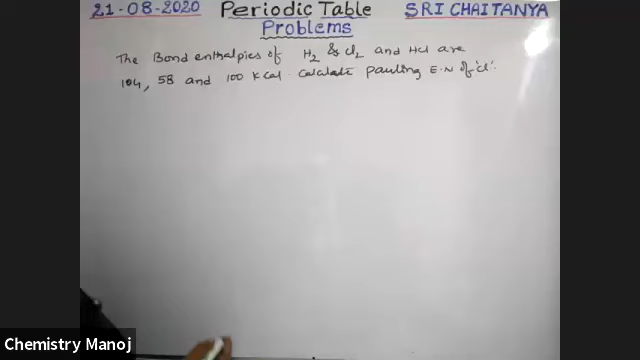 21-08-2020 Periodic Table SRI CHAITANYA
Problems
The Bond enthalpies of H2 & Cl2 and HCl are
104, 58 and 100 KCal. Calculate pauling E.N of 'Cl'.
Chemistry Manoj